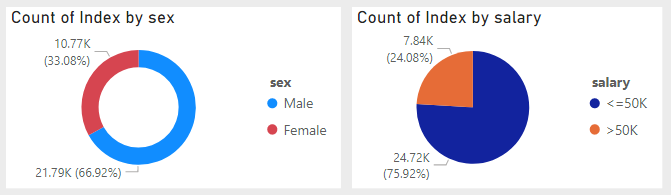 Count of Index by sex
10.77K
(33.08%)
21.79K (66.92%)
sex
Male
Female
Count of Index by salary
7.84K
(24.08%)
24.72K
(75.92%)
salary
<=50K
>50K